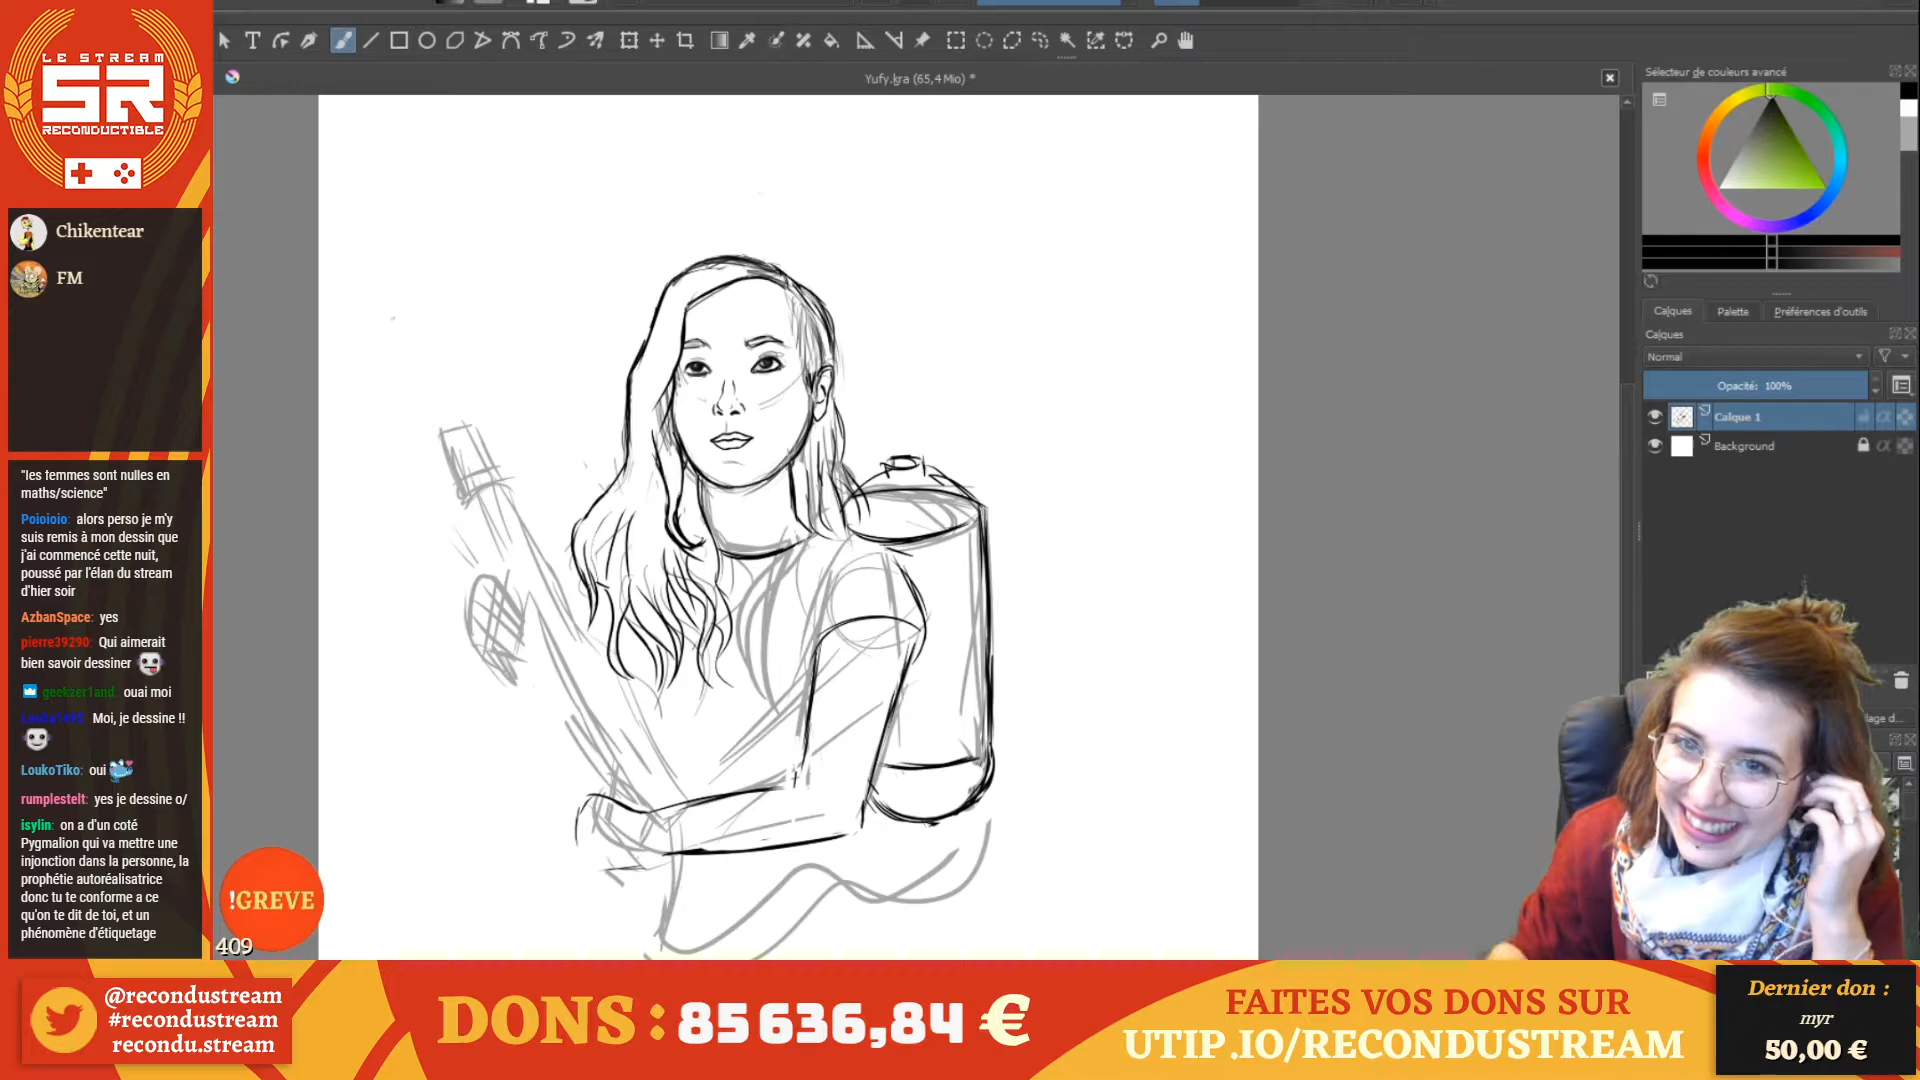 LE STREAM
SR
RECONDUCTIBLE
Chikentear
FM
"les femmes sont nulles en
maths/science"
Poioioio: alors perso je m'y
suis remis à mon dessin que
j'ai commencé cette nuit,
poussé par l'élan du stream
d'hier soir
AzbanSpace: yes
pierre39290: Qui aimerait
bien savoir dessiner
geekzer1and: ouai moi
Moi, je dessine !!
LoukoTiko: oui
rumplestelt: yes je dessine o/
isylin: on a d'un coté
Pygmalion qui va mettre une
injonction dans la personne, la
prophétie autoréalisatrice
donc tu te conforme a ce
qu'on te dit de toi, et un
phénomène d'étiquetage
!GREVE
409
Yufy.kra (65,4 Mio) *
Sélecteur de couleurs avancé
Calques
Palette
Préférences d'outils
Calques
Normal
Opacité: 100%
Calque 1
Background
lage d...
@recondustream
#recondustream
recondu.stream
DONS : 85 636,84 €
FAITES VOS DONS SUR
UTIP.IO/RECONDUSTREAM
Dernier don :
myr
50,00 €